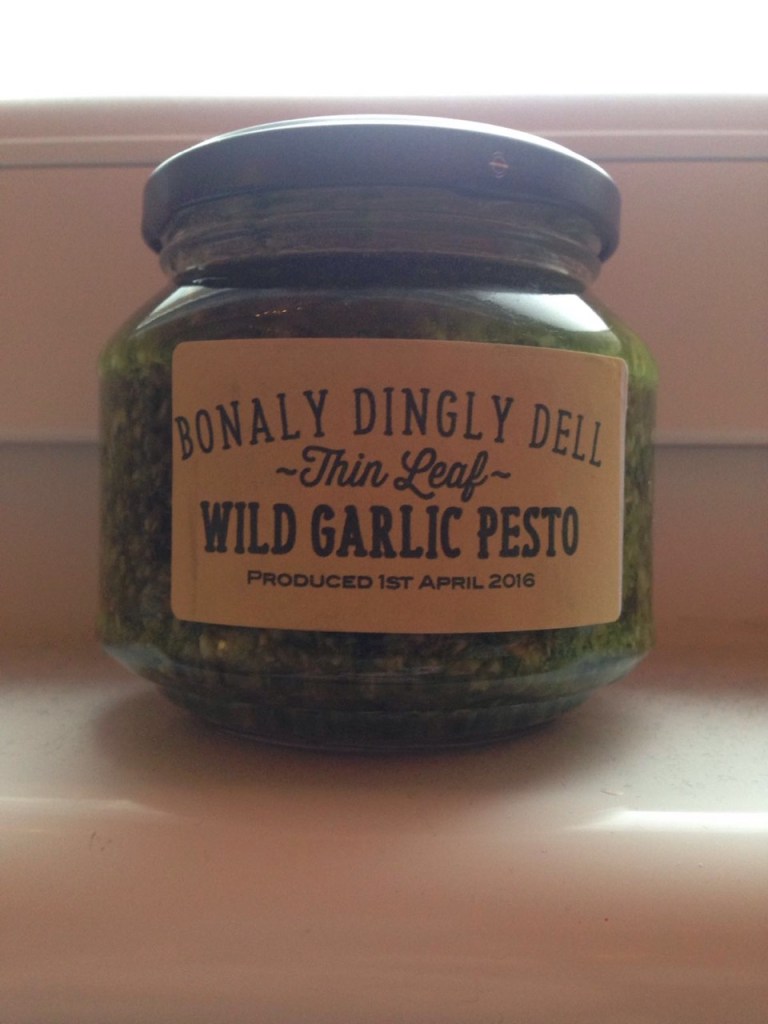 BONALY DINGLY DELL
~Thin Leaf~
WILD GARLIC PESTO
PRODUCED 1ST APRIL 2016